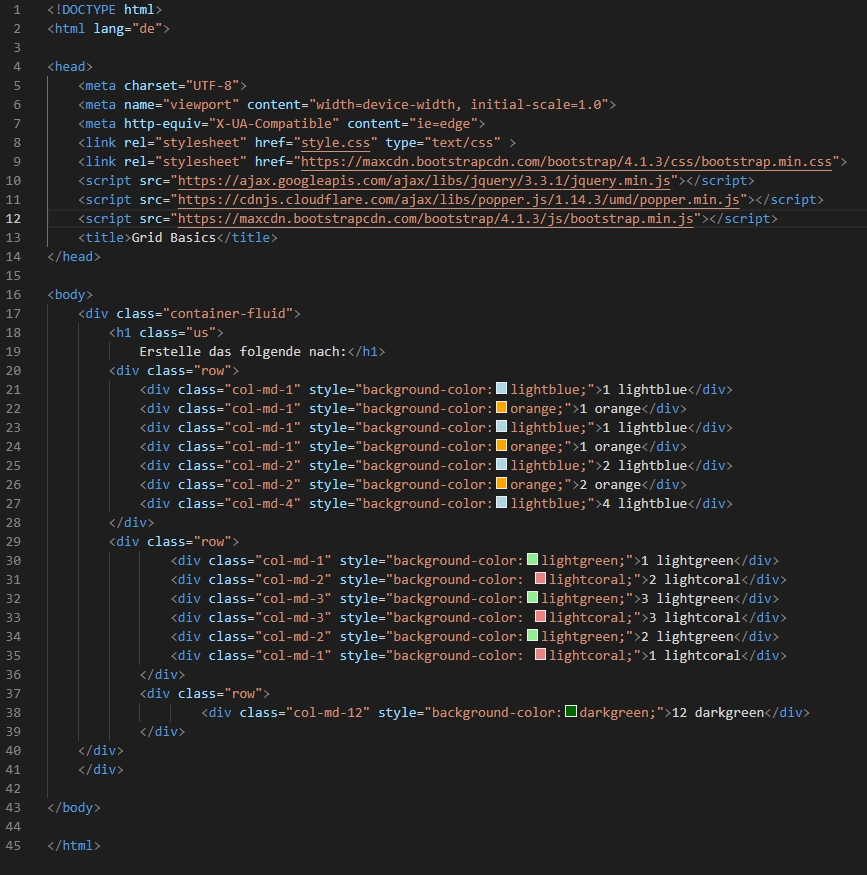 1 <!DOCTYPE html>
2 <html lang="de">
3
4 <head>
5 <meta charset="UTF-8">
6 <meta name="viewport" content="width=device-width, initial-scale=1.0">
7 <meta http-equiv="X-UA-Compatible" content="ie=edge">
8 <link rel="stylesheet" href="style.css" type="text/css" >
9 <link rel="stylesheet" href="https://maxcdn.bootstrapcdn.com/bootstrap/4.1.3/css/bootstrap.min.css">
10 <script src="https://ajax.googleapis.com/ajax/libs/jquery/3.3.1/jquery.min.js"></script>
11 <script src="https://cdnjs.cloudflare.com/ajax/libs/popper.js/1.14.3/umd/popper.min.js"></script>
12 <script src="https://maxcdn.bootstrapcdn.com/bootstrap/4.1.3/js/bootstrap.min.js"></script>
13 <title>Grid Basics</title>
14 </head>
15
16 <body>
17 <div class="container-fluid">
18 <h1 class="us">
19 Erstelle das folgende nach:</h1>
20 <div class="row">
21 <div class="col-md-1" style="background-color:lightblue;">1 lightblue</div>
22 <div class="col-md-1" style="background-color:orange;">1 orange</div>
23 <div class="col-md-1" style="background-color:lightblue;">1 lightblue</div>
24 <div class="col-md-1" style="background-color:orange;">1 orange</div>
25 <div class="col-md-2" style="background-color:lightblue;">2 lightblue</div>
26 <div class="col-md-2" style="background-color:orange;">2 orange</div>
27 <div class="col-md-4" style="background-color:lightblue;">4 lightblue</div>
28 </div>
29 <div class="row">
30 <div class="col-md-1" style="background-color:lightgreen;">1 lightgreen</div>
31 <div class="col-md-2" style="background-color: lightcoral;">2 lightcoral</div>
32 <div class="col-md-3" style="background-color:lightgreen;">3 lightgreen</div>
33 <div class="col-md-3" style="background-color: lightcoral;">3 lightcoral</div>
34 <div class="col-md-2" style="background-color:lightgreen;">2 lightgreen</div>
35 <div class="col-md-1" style="background-color: lightcoral;">1 lightcoral</div>
36 </div>
37 <div class="row">
38 <div class="col-md-12" style="background-color:darkgreen;">12 darkgreen</div>
39 </div>
40 </div>
41 </div>
42
43 </body>
44
45 </html>